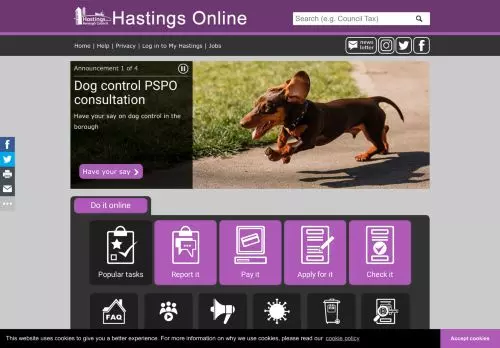 Hastings
Borough Council
Hastings Online
Search (e.g. Council Tax)
Home | Help | Privacy | Log in to My Hastings | Jobs
news
letter
Announcement 1 of 4
Dog control PSPO
consultation
Have your say on dog control in the
borough
Have your say
Do it online
Popular tasks
Report it
Pay it
Apply for it
Check it
FAQ
This website uses cookies to give you a better experience. For more information on why we use cookies, please read our cookie policy
Accept cookies